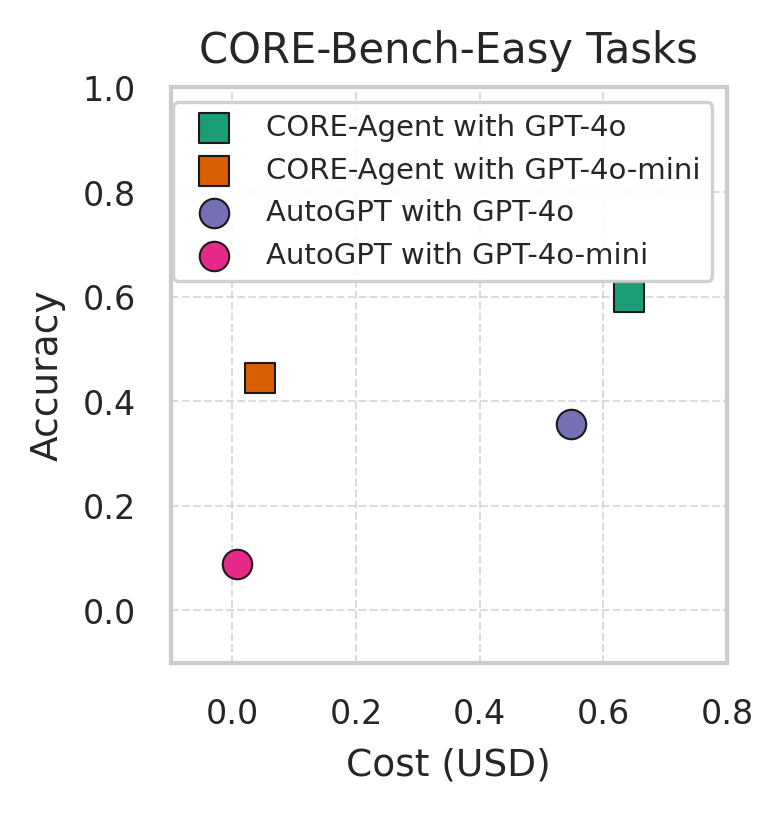 CORE-Bench-Easy Tasks
1.0
CORE-Agent with GPT-4o
CORE-Agent with GPT-4o-mini
0.8
AutoGPT with GPT-4o
AutoGPT with GPT-4o-mini
0.6
0.4
0.2
0.0
Accuracy
0.0 0.2 0.4 0.6 0.8
Cost (USD)